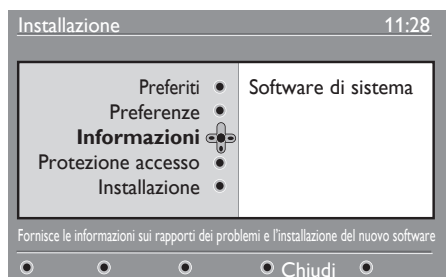 Installazione 11:28
Preferiti
Preferenze
Informazioni
Protezione accesso
Installazione
Software di sistema
Fornisce le informazioni sui rapporti dei problemi e l'installazione del nuovo software
Chiudi